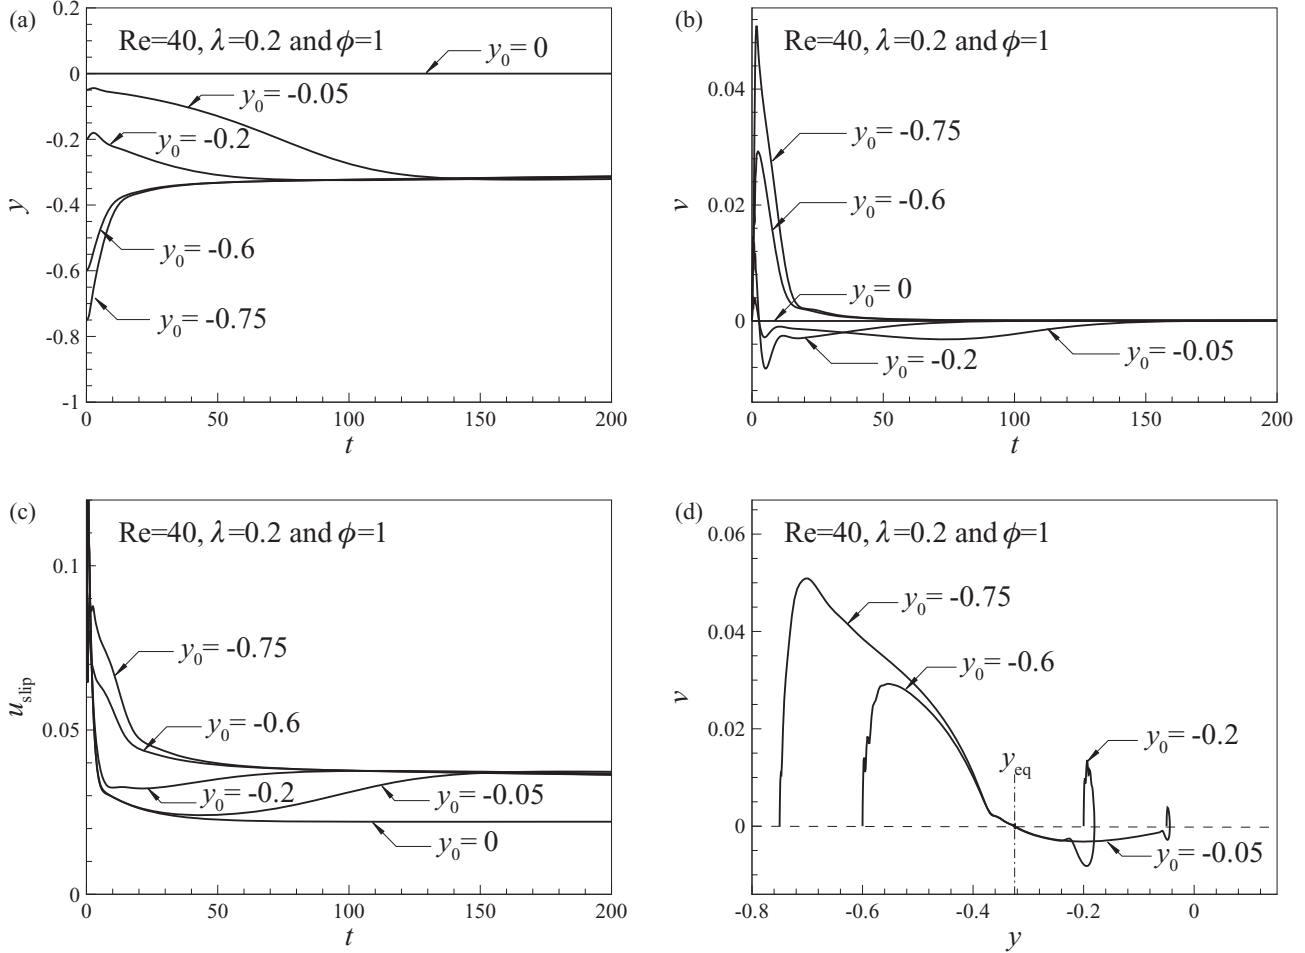 (a)
Re=40, λ=0.2 and ϕ=1
y₀= 0
y₀= -0.05
y₀= -0.2
y₀= -0.6
y₀= -0.75
0.2
0
-0.2
-0.4
-0.6
-0.8
-1
y
0 50 100 150 200
t
(b)
Re=40, λ=0.2 and ϕ=1
y₀= -0.75
y₀= -0.6
y₀= 0
y₀= -0.2
y₀= -0.05
0.04
0.02
0
v
0 50 100 150 200
t
(c)
Re=40, λ=0.2 and ϕ=1
y₀= -0.75
y₀= -0.6
y₀= -0.2
y₀= -0.05
y₀= 0
0.1
0.05
0
u_slip
0 50 100 150 200
t
(d)
Re=40, λ=0.2 and ϕ=1
y₀= -0.75
y₀= -0.6
y₀= -0.2
y_eq
y₀= -0.05
0.06
0.04
0.02
0
v
-0.8 -0.6 -0.4 -0.2 0
y